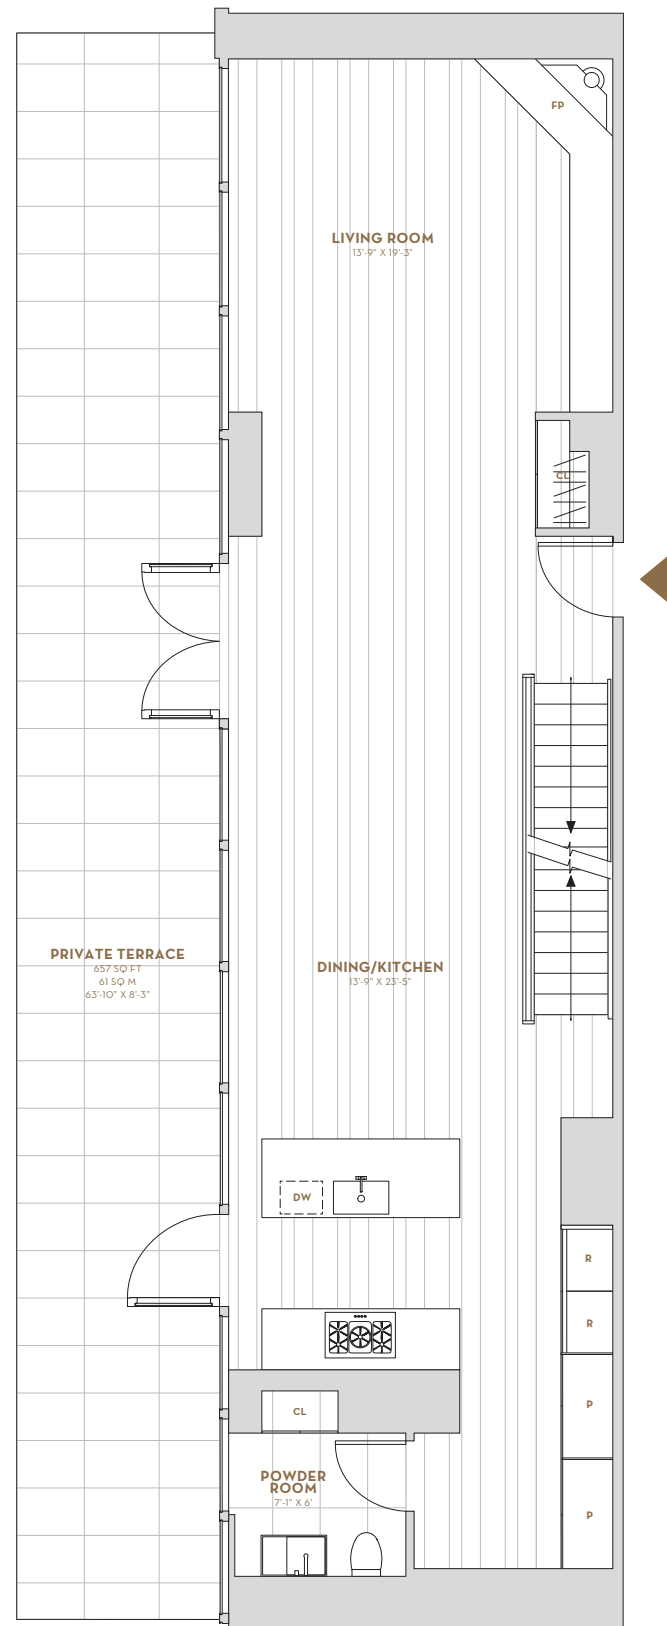 FP
LIVING ROOM
13'-9" X 19'-3"
CL
PRIVATE TERRACE
657 SQ FT
61 SQ M
63'-10" X 8'-3"
DINING/KITCHEN
13'-9" X 23'-5"
DW
R
R
P
CL
POWDER
ROOM
7'-1" X 6'
P